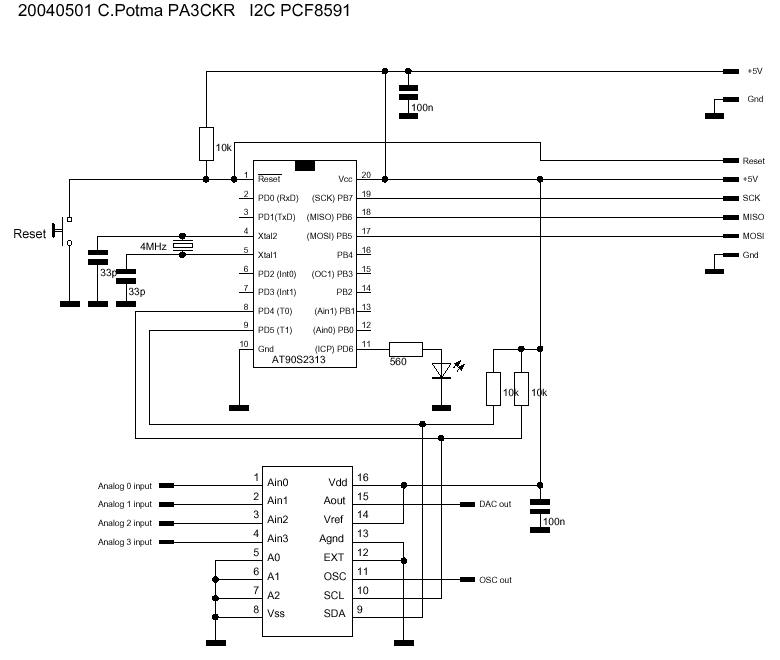 20040501 C.Potma PA3CKR I2C PCF8591
+5V
Gnd
100n
10k
Reset
1 Reset Vcc 20
+5V
2 PD0 (RxD) (SCK) PB7 19
SCK
3 PD1(TxD) (MISO) PB6 18
MISO
Reset
4 Xtal2 (MOSI) PB5 17
MOSI
4MHz
5 Xtal1 PB4 16
Gnd
33p
6 PD2 (Int0) (OC1) PB3 15
33p
7 PD3 (Int1) PB2 14
8 PD4 (T0) (Ain1) PB1 13
9 PD5 (T1) (Ain0) PB0 12
10 Gnd (ICP) PD6 11
AT90S2313
560
10k 10k
Analog 0 input 1 Ain0 Vdd 16
Analog 1 input 2 Ain1 Aout 15 DAC out
Analog 2 input 3 Ain2 Vref 14
100n
Analog 3 input 4 Ain3 Agnd 13
5 A0 EXT 12
6 A1 OSC 11 OSC out
7 A2 SCL 10
8 Vss SDA 9